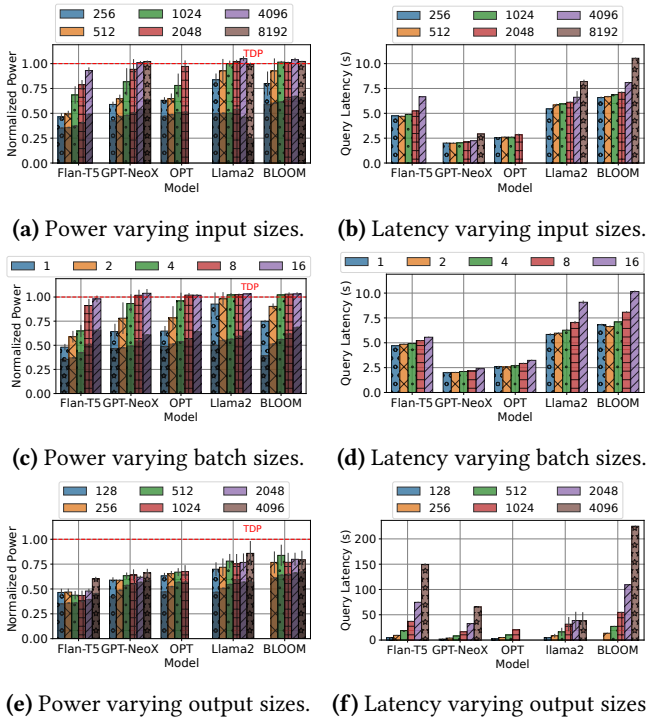 256 1024 4096
512 2048 8192
TDP
1.00
0.75
0.50
0.25
0.00
Normalized Power
Flan-T5 GPT-NeoX OPT Llama2 BLOOM
Model
(a) Power varying input sizes.
256 1024 4096
512 2048 8192
10.0
7.5
5.0
2.5
0.0
Query Latency (s)
Flan-T5 GPT-NeoX OPT Llama2 BLOOM
Model
(b) Latency varying input sizes.
1 2 4 8 16
TDP
1.00
0.75
0.50
0.25
0.00
Normalized Power
Flan-T5 GPT-NeoX OPT Llama2 BLOOM
Model
(c) Power varying batch sizes.
1 2 4 8 16
10.0
7.5
5.0
2.5
0.0
Query Latency (s)
Flan-T5 GPT-NeoX OPT Llama2 BLOOM
Model
(d) Latency varying batch sizes.
128 512 2048
256 1024 4096
TDP
1.00
0.75
0.50
0.25
0.00
Normalized Power
Flan-T5 GPT-NeoX OPT Llama2 BLOOM
Model
(e) Power varying output sizes.
128 512 2048
256 1024 4096
200
150
100
50
0
Query Latency (s)
Flan-T5 GPT-NeoX OPT llama2 BLOOM
Model
(f) Latency varying output sizes